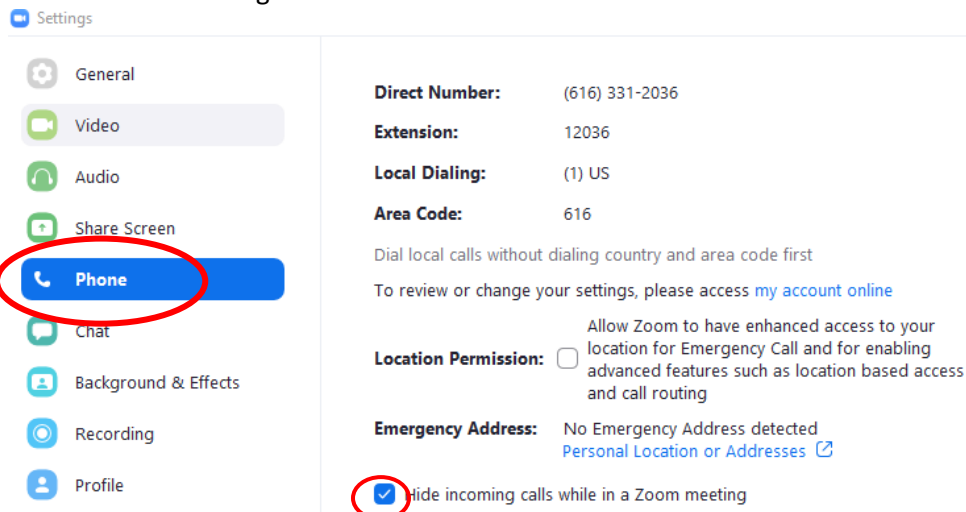 Settings
General
Video
Audio
Share Screen
Phone
Chat
Background & Effects
Recording
Profile
Direct Number: (616) 331-2036
Extension: 12036
Local Dialing: (1) US
Area Code: 616
Dial local calls without dialing country and area code first
To review or change your settings, please access my account online
Location Permission: Allow Zoom to have enhanced access to your
location for Emergency Call and for enabling
advanced features such as location based access
and call routing
Emergency Address: No Emergency Address detected
Personal Location or Addresses
Hide incoming calls while in a Zoom meeting